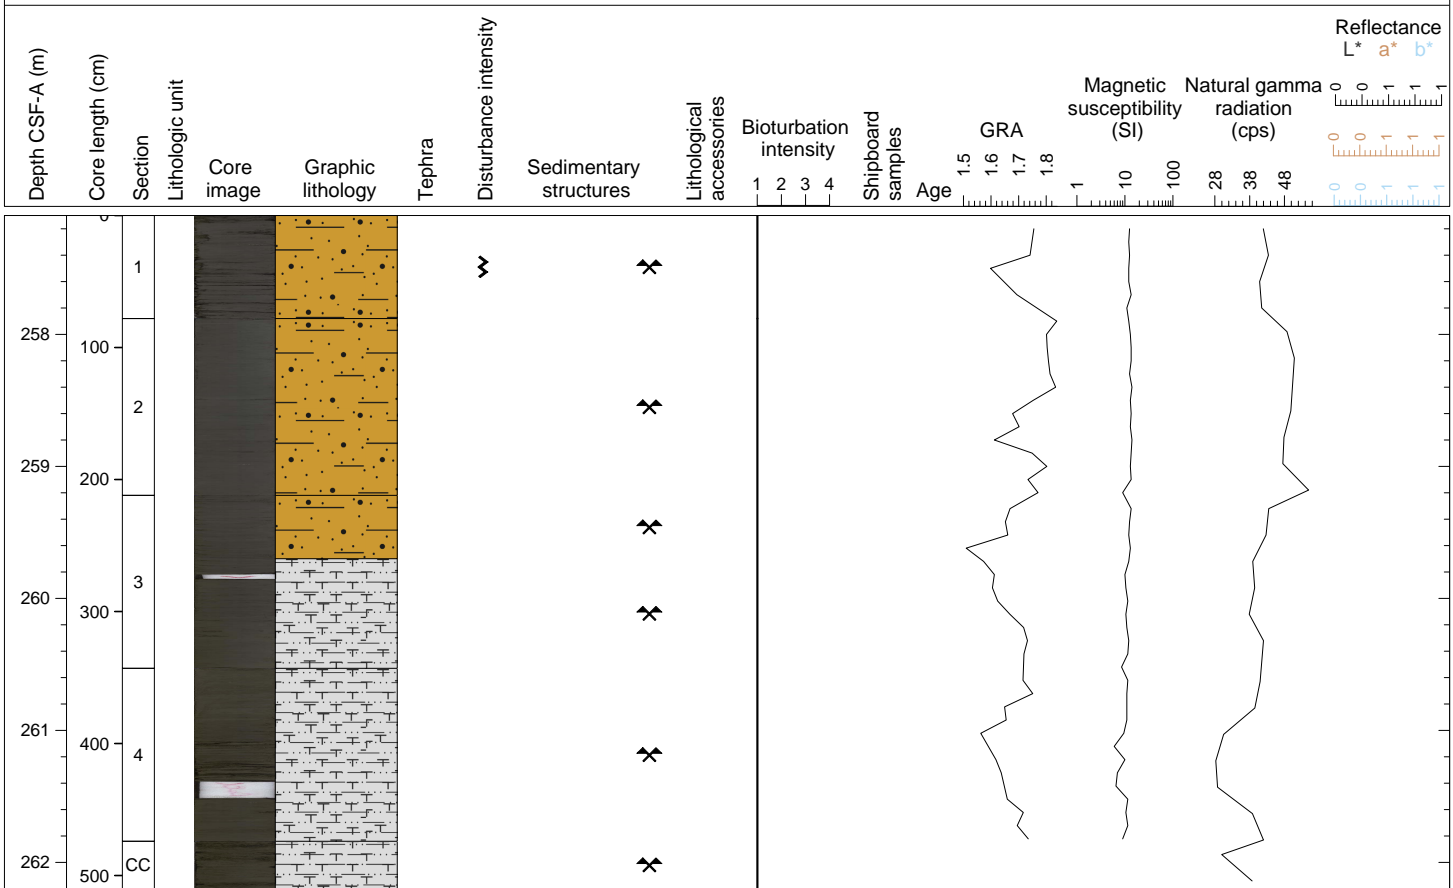 Depth CSF-A (m)
Core length (cm)
Section
Lithologic unit
Core
image
Graphic
lithology
Tephra
Disturbance intensity
Sedimentary
structures
Lithological
accessories
Bioturbation
intensity
1 2 3 4
Shipboard
samples
Age
GRA
1.5 1.6 1.7 1.8
Magnetic
susceptibility
(SI)
1 10 100
Natural gamma
radiation
(cps)
28 38 48
Reflectance
L* a* b*
0 0 1 1 1
0 0 1 1 1
0 0 1 1 1
0
1
258
100
2
259
200
3
260
300
261
400
4
262
500
CC